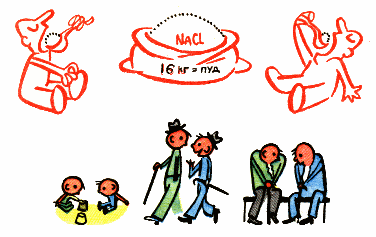 NaCl
16 кг = пуд